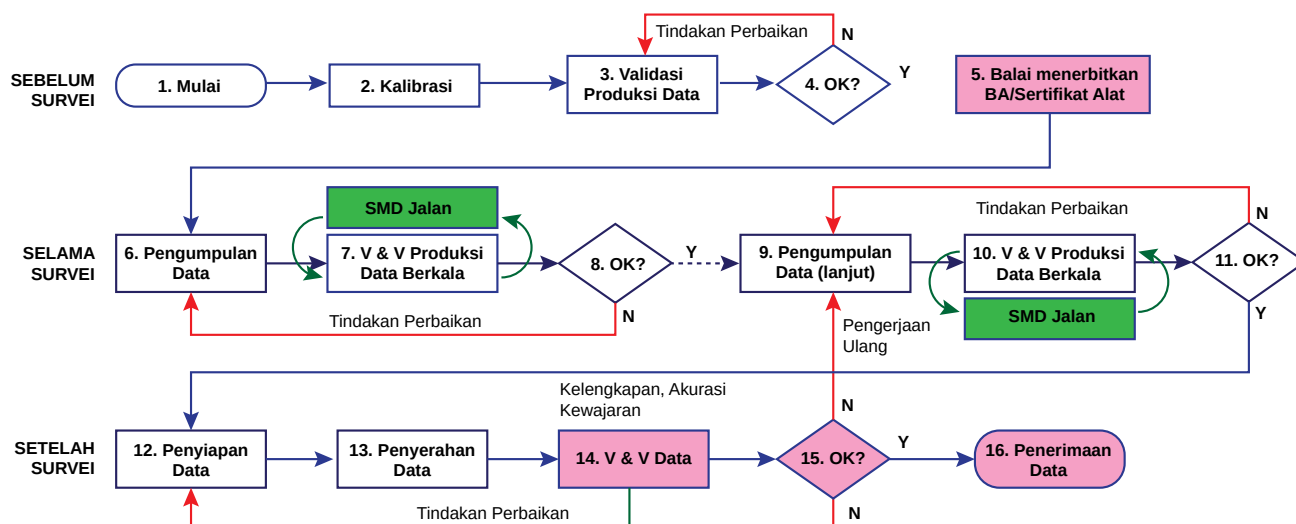 Tindakan Perbaikan
N
SEBELUM
SURVEI
1. Mulai
2. Kalibrasi
3. Validasi
Produksi Data
4. OK?
Y
5. Balai menerbitkan
BA/Sertifikat Alat
SELAMA
SURVEI
6. Pengumpulan
Data
SMD Jalan
7. V & V Produksi
Data Berkala
8. OK?
Y
N
Tindakan Perbaikan
9. Pengumpulan
Data (lanjut)
Tindakan Perbaikan
N
10. V & V Produksi
Data Berkala
SMD Jalan
11. OK?
Y
Pengerjaan
Ulang
Kelengkapan, Akurasi
Kewajaran
N
SETELAH
SURVEI
12. Penyiapan
Data
13. Penyerahan
Data
14. V & V Data
15. OK?
Y
16. Penerimaan
Data
Tindakan Perbaikan
N